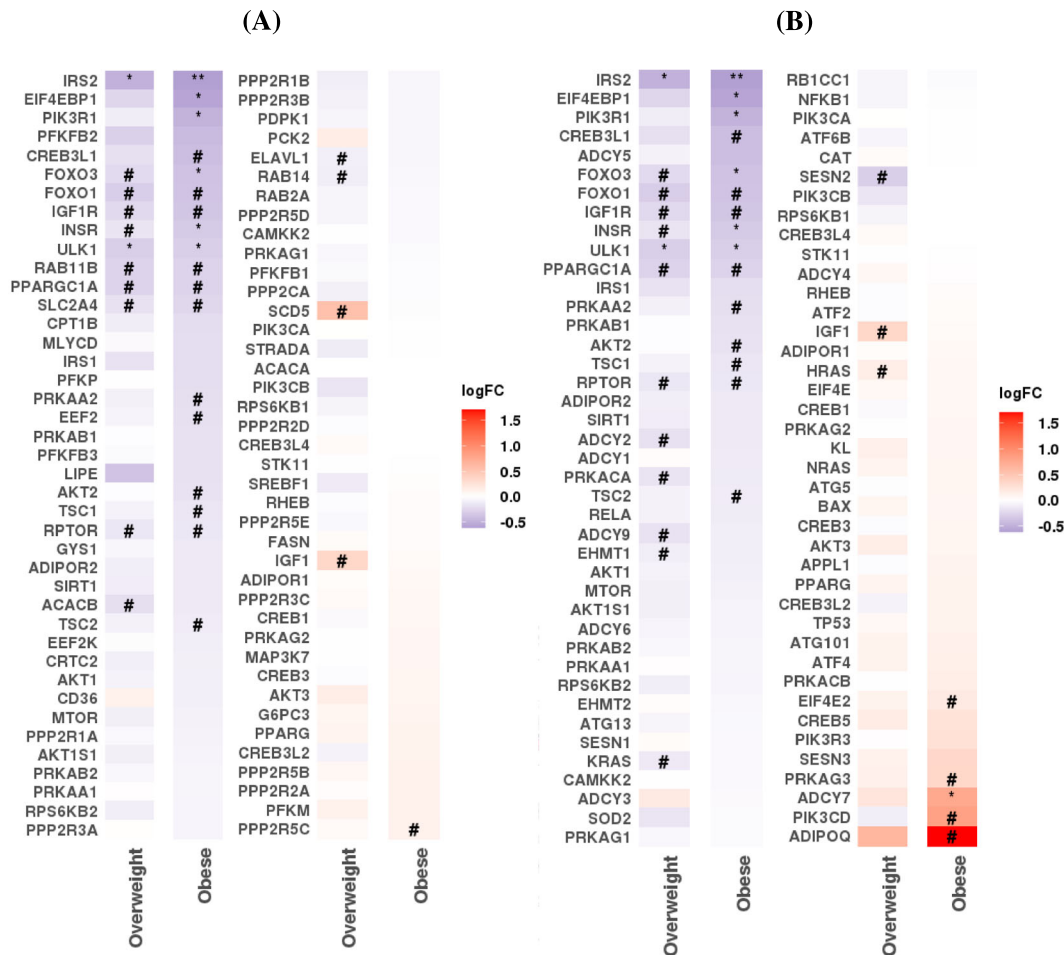 (A)
(B)
IRS2 * **
EIF4EBP1 *
PIK3R1 *
PFKFB2
CREB3L1 #
FOXO3 # *
FOXO1 # #
IGF1R # #
INSR # *
ULK1 * *
RAB11B # #
PPARGC1A # #
SLC2A4 # #
CPT1B
MLYCD
IRS1
PFKP
PRKAA2 #
EEF2 #
PRKAB1
PFKFB3
LIPE
AKT2 #
TSC1 #
RPTOR # #
GYS1
ADIPOR2
SIRT1
ACACB #
TSC2 #
EEF2K
CRTC2
AKT1
CD36
MTOR
PPP2R1A
AKT1S1
PRKAB2
PRKAA1
RPS6KB2
PPP2R3A
Overweight
Obese
PPP2R1B
PPP2R3B
PDPK1
PCK2
ELAVL1 #
RAB14 #
RAB2A
PPP2R5D
CAMKK2
PRKAG1
PFKFB1
PPP2CA
SCD5 #
PIK3CA
STRADA
ACACA
PIK3CB
RPS6KB1
PPP2R2D
CREB3L4
STK11
SREBF1
RHEB
PPP2R5E
FASN
IGF1 #
ADIPOR1
PPP2R3C
CREB1
PRKAG2
MAP3K7
CREB3
AKT3
G6PC3
PPARG
CREB3L2
PPP2R5B
PPP2R2A
PFKM
PPP2R5C #
Overweight
Obese
logFC
1.5
1.0
0.5
0.0
-0.5
IRS2 * **
EIF4EBP1 *
PIK3R1 *
CREB3L1 #
ADCY5
FOXO3 # *
FOXO1 # #
IGF1R # #
INSR # *
ULK1 * *
PPARGC1A # #
IRS1
PRKAA2 #
PRKAB1
AKT2 #
TSC1 #
RPTOR # #
ADIPOR2
SIRT1
ADCY2 #
ADCY1
PRKACA #
TSC2 #
RELA
ADCY9 #
EHMT1 #
AKT1
MTOR
AKT1S1
ADCY6
PRKAB2
PRKAA1
RPS6KB2
EHMT2
ATG13
SESN1
KRAS #
CAMKK2
ADCY3
SOD2
PRKAG1
Overweight
Obese
RB1CC1
NFKB1
PIK3CA
ATF6B
CAT
SESN2 #
PIK3CB
RPS6KB1
CREB3L4
STK11
ADCY4
RHEB
ATF2
IGF1 #
ADIPOR1
HRAS #
EIF4E
CREB1
PRKAG2
KL
NRAS
ATG5
BAX
CREB3
AKT3
APPL1
PPARG
CREB3L2
TP53
ATG101
ATF4
PRKACB
EIF4E2 #
CREB5
PIK3R3
SESN3
PRKAG3 #
ADCY7 *
PIK3CD #
ADIPOQ #
Overweight
Obese
logFC
1.5
1.0
0.5
0.0
-0.5